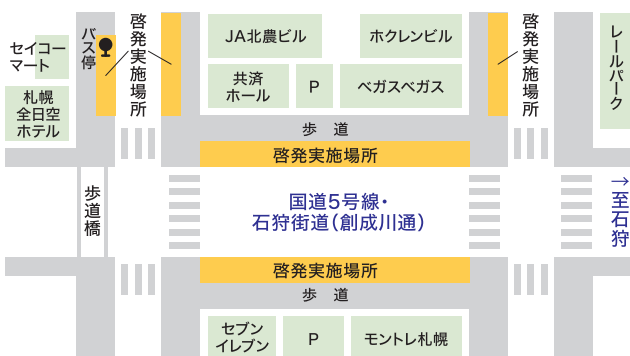 セイコー
マート
バス停
啓発実施場所
JA北農ビル
ホクレンビル
啓発実施場所
レールパーク
札幌
全日空
ホテル
共済
ホール
P
ベガスベガス
歩 道
啓発実施場所
歩道橋
国道5号線・
石狩街道(創成川通)
→至石狩
啓発実施場所
歩 道
セブン
イレブン
P
モントレ札幌